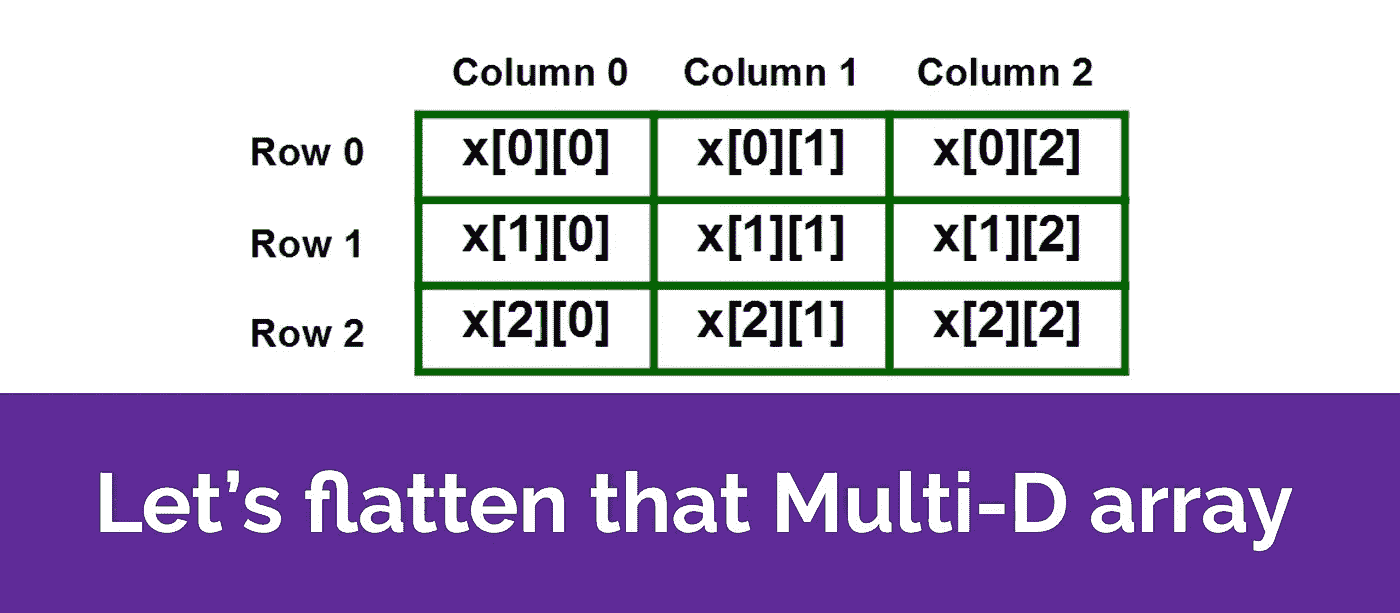 Column 0 Column 1 Column 2
Row 0 x[0][0] x[0][1] x[0][2]
Row 1 x[1][0] x[1][1] x[1][2]
Row 2 x[2][0] x[2][1] x[2][2]
Let’s flatten that Multi-D array